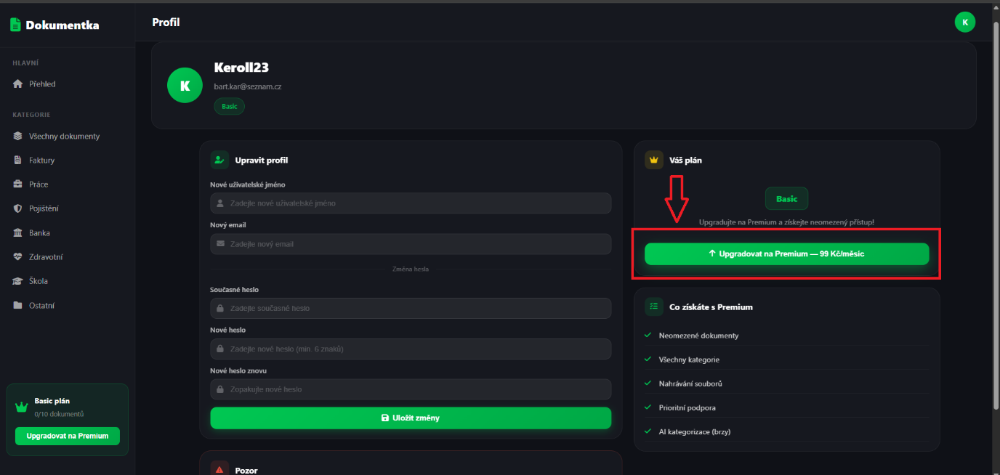 Dokumentka
Profil
K
HLAVNÍ
Přehled
KATEGORIE
Všechny dokumenty
Faktury
Práce
Pojištění
Banka
Zdravotní
Škola
Ostatní
Basic plán
0/10 dokumentů
Upgradovat na Premium
K
Keroll23
bart.kar@seznam.cz
Basic
Upravit profil
Nové uživatelské jméno
Zadejte nové uživatelské jméno
Nový email
Zadejte nový email
Změna hesla
Současné heslo
Zadejte současné heslo
Nové heslo
Zadejte nové heslo (min. 6 znaků)
Nové heslo znovu
Zopakujte nové heslo
Uložit změny
Pozor
Váš plán
Basic
Upgradujte na Premium a získejte neomezený přístup!
Upgradovat na Premium — 99 Kč/měsíc
Co získáte s Premium
Neomezené dokumenty
Všechny kategorie
Nahrávání souborů
Prioritní podpora
AI kategorizace (brzy)